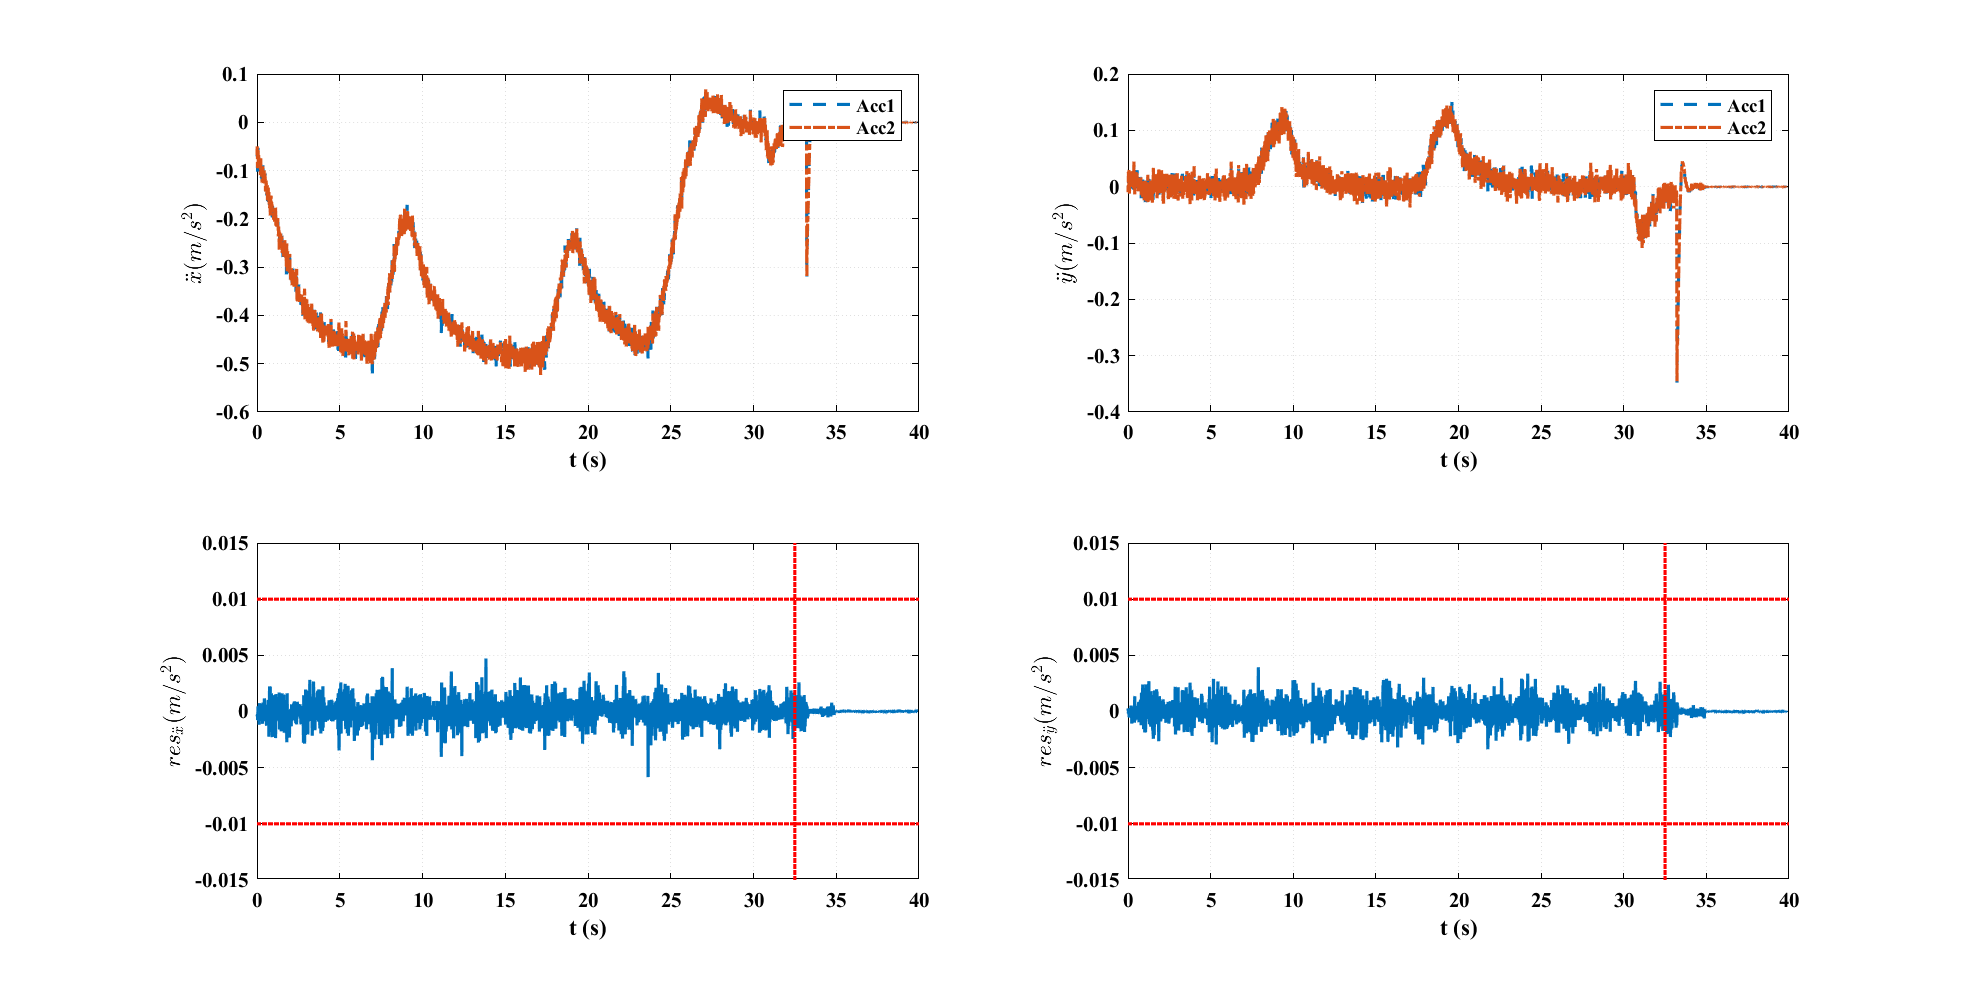 0.1
0
-0.1
-0.2
-0.3
-0.4
-0.5
-0.6
ẍ(m/s²)
0 5 10 15 20 25 30 35 40
t (s)
Acc1
Acc2
0.2
0.1
0
-0.1
-0.2
-0.3
-0.4
ÿ(m/s²)
0 5 10 15 20 25 30 35 40
t (s)
Acc1
Acc2
0.015
0.01
0.005
0
-0.005
-0.01
-0.015
res_ẍ(m/s²)
0 5 10 15 20 25 30 35 40
t (s)
0.015
0.01
0.005
0
-0.005
-0.01
-0.015
res_ÿ(m/s²)
0 5 10 15 20 25 30 35 40
t (s)